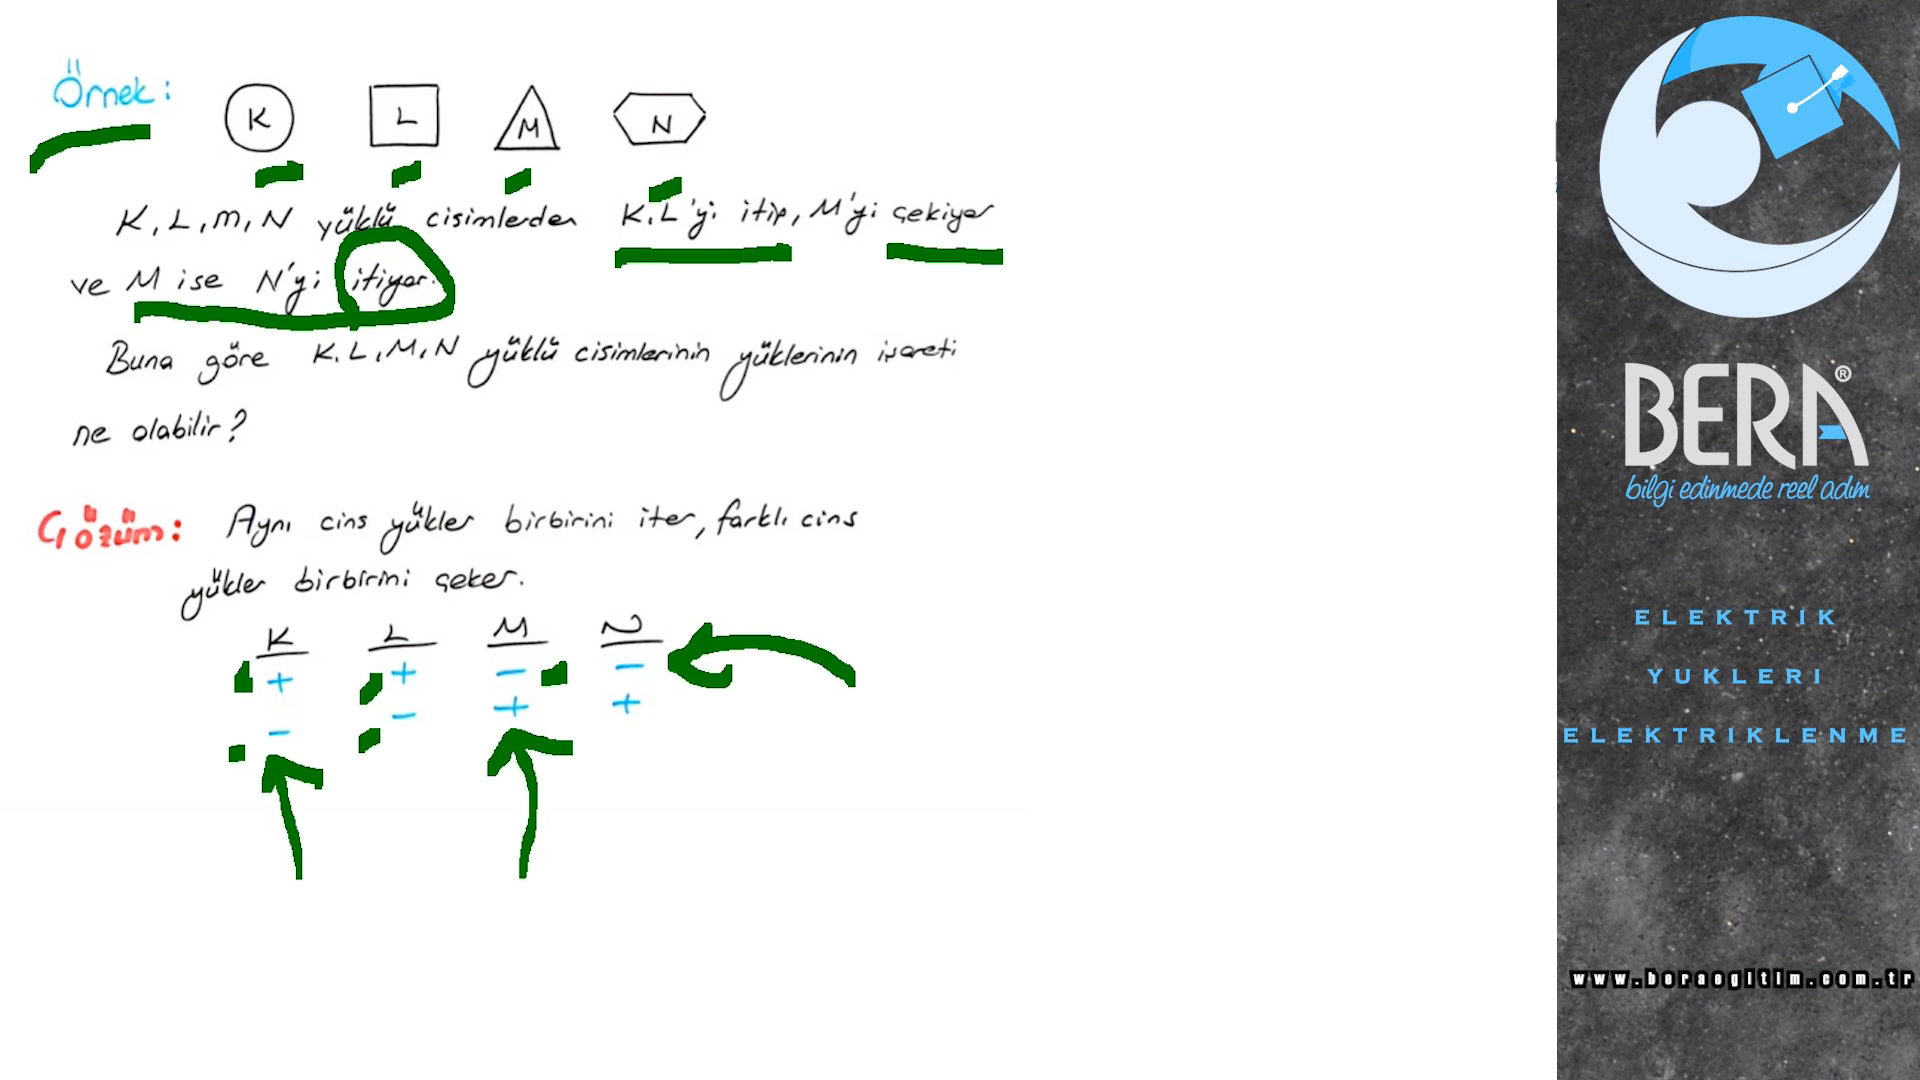 Örnek:
K L M N
K, L, M, N yüklü cisimlerden K, L'yi itip, M'yi çekiyor
ve M ise N'yi itiyor.
Buna göre K, L, M, N yüklü cisimlerinin yüklerinin işareti
ne olabilir?
Çözüm: Aynı cins yükler birbirini iter, farklı cins
yükler birbirini çeker.
K L M N
+ + - -
- - + +
BERA®
bilgi edinmede reel adım
ELEKTRIK
YUKLERI
ELEKTRIKLENME
www.beraegitim.com.tr